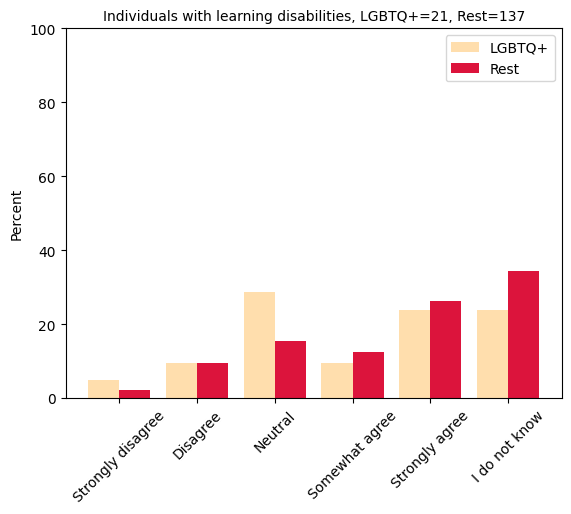 Individuals with learning disabilities, LGBTQ+=21, Rest=137
100
80
60
40
20
0
Percent
LGBTQ+
Rest
Strongly disagree
Disagree
Neutral
Somewhat agree
Strongly agree
I do not know